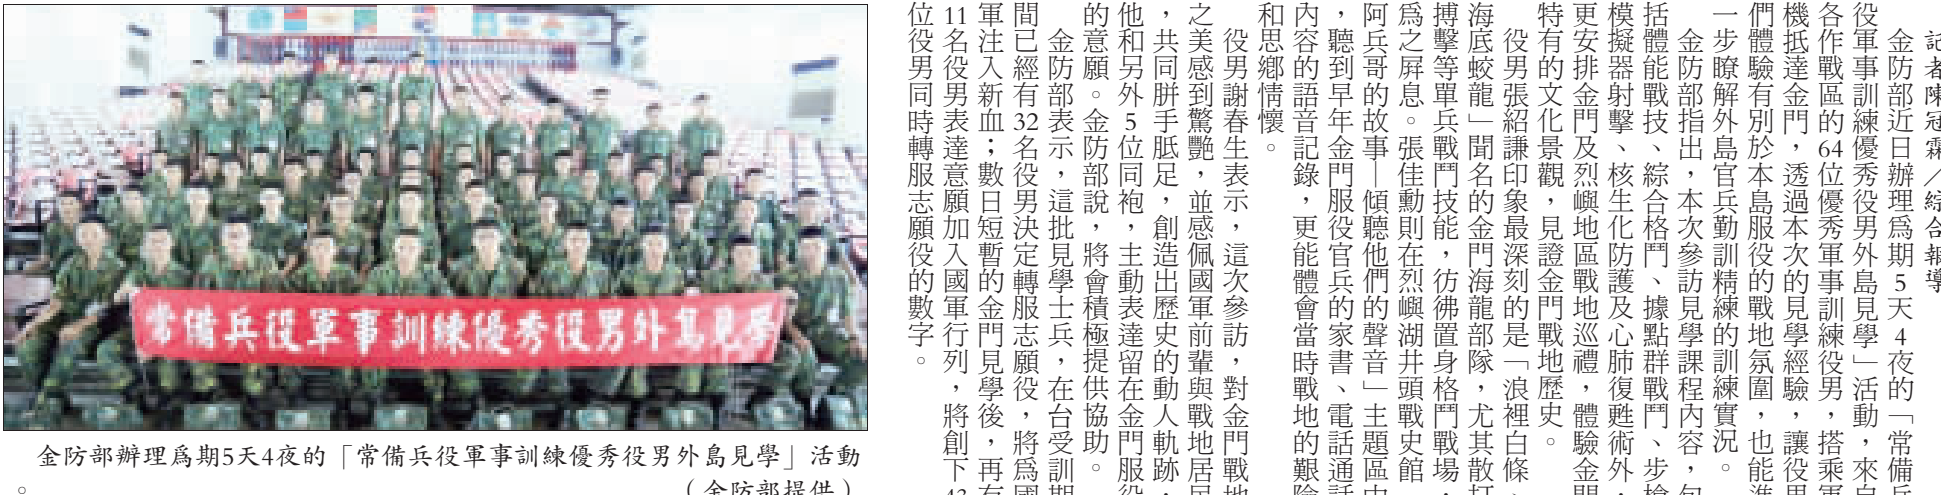 記者陳冠霖／綜合報導
金防部近日辦理爲期5天4夜的「常備兵
役軍事訓練優秀役男外島見學」活動，來自
各作戰區的64位優秀軍事訓練役男，搭乘軍
機抵達金門，透過本次的見學經驗，讓役男
們體驗有別於本島服役的戰地氛圍，也能進
一步瞭解外島官兵勤訓精練的訓練實況。
金防部指出，本次參訪見學課程內容，包
括體能戰技、綜合格鬥、據點群戰鬥、步槍
模擬器射擊、核生化防護及心肺復甦術外，
更安排金門及烈嶼地區戰地巡禮，體驗金門
特有的文化景觀，見證金門戰地歷史。
役男張紹謙印象最深刻的是「浪裡白條、
海底蛟龍」聞名的金門海龍部隊，尤其散打
搏擊等單兵戰鬥技能，彷彿置身格鬥戰場，
爲之屏息。張佳勳則在烈嶼湖井頭戰史館
阿兵哥的故事—傾聽他們的聲音」主題區中
，聽到早年金門服役官兵的家書、電話通話
內容的語音記錄，更能體會當時戰地的艱險
和思鄉情懷。
役男謝春生表示，這次參訪，對金門戰地
之美感到驚艷，並感佩國軍前輩與戰地居民
，共同胼手胝足，創造出歷史的動人軌跡，
他和另外5位同袍，主動表達留在金門服役
的意願。金防部說，將會積極提供協助。
金防部表示，這批見學士兵，在台受訓期
間已經有32名役男決定轉服志願役，將爲國
軍注入新血；數日短暫的金門見學後，再有
11名役男表達意願加入國軍行列，將創下43
位役男同時轉服志願役的數字。
常備兵役軍事訓練優秀役男外島見學
金防部辦理爲期5天4夜的「常備兵役軍事訓練優秀役男外島見學」活動
。（金防部提供）